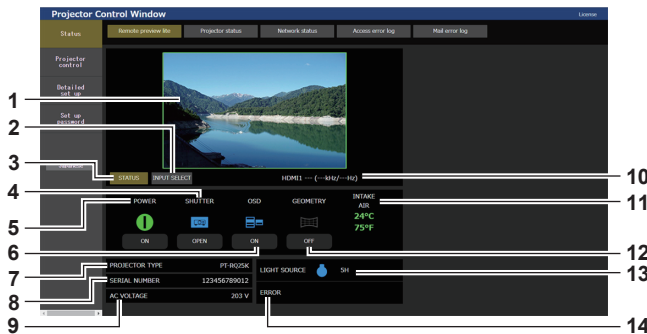 Projector Control Window
License
Status
Remote preview lite
Projector status
Network status
Access error log
Mail error log
Projector
control
Detailed
set up
Set up
password
1
2
3
4
5
6
7
8
9
10
11
12
13
14
STATUS
INPUT SELECT
HDMI1 --- (---kHz/---Hz)
POWER
SHUTTER
OSD
GEOMETRY
INTAKE
AIR
24°C
75°F
ON
OPEN
ON
OFF
PROJECTOR TYPE
PT-RQ25K
SERIAL NUMBER
123456789012
AC VOLTAGE
203 V
LIGHT SOURCE
5H
ERROR